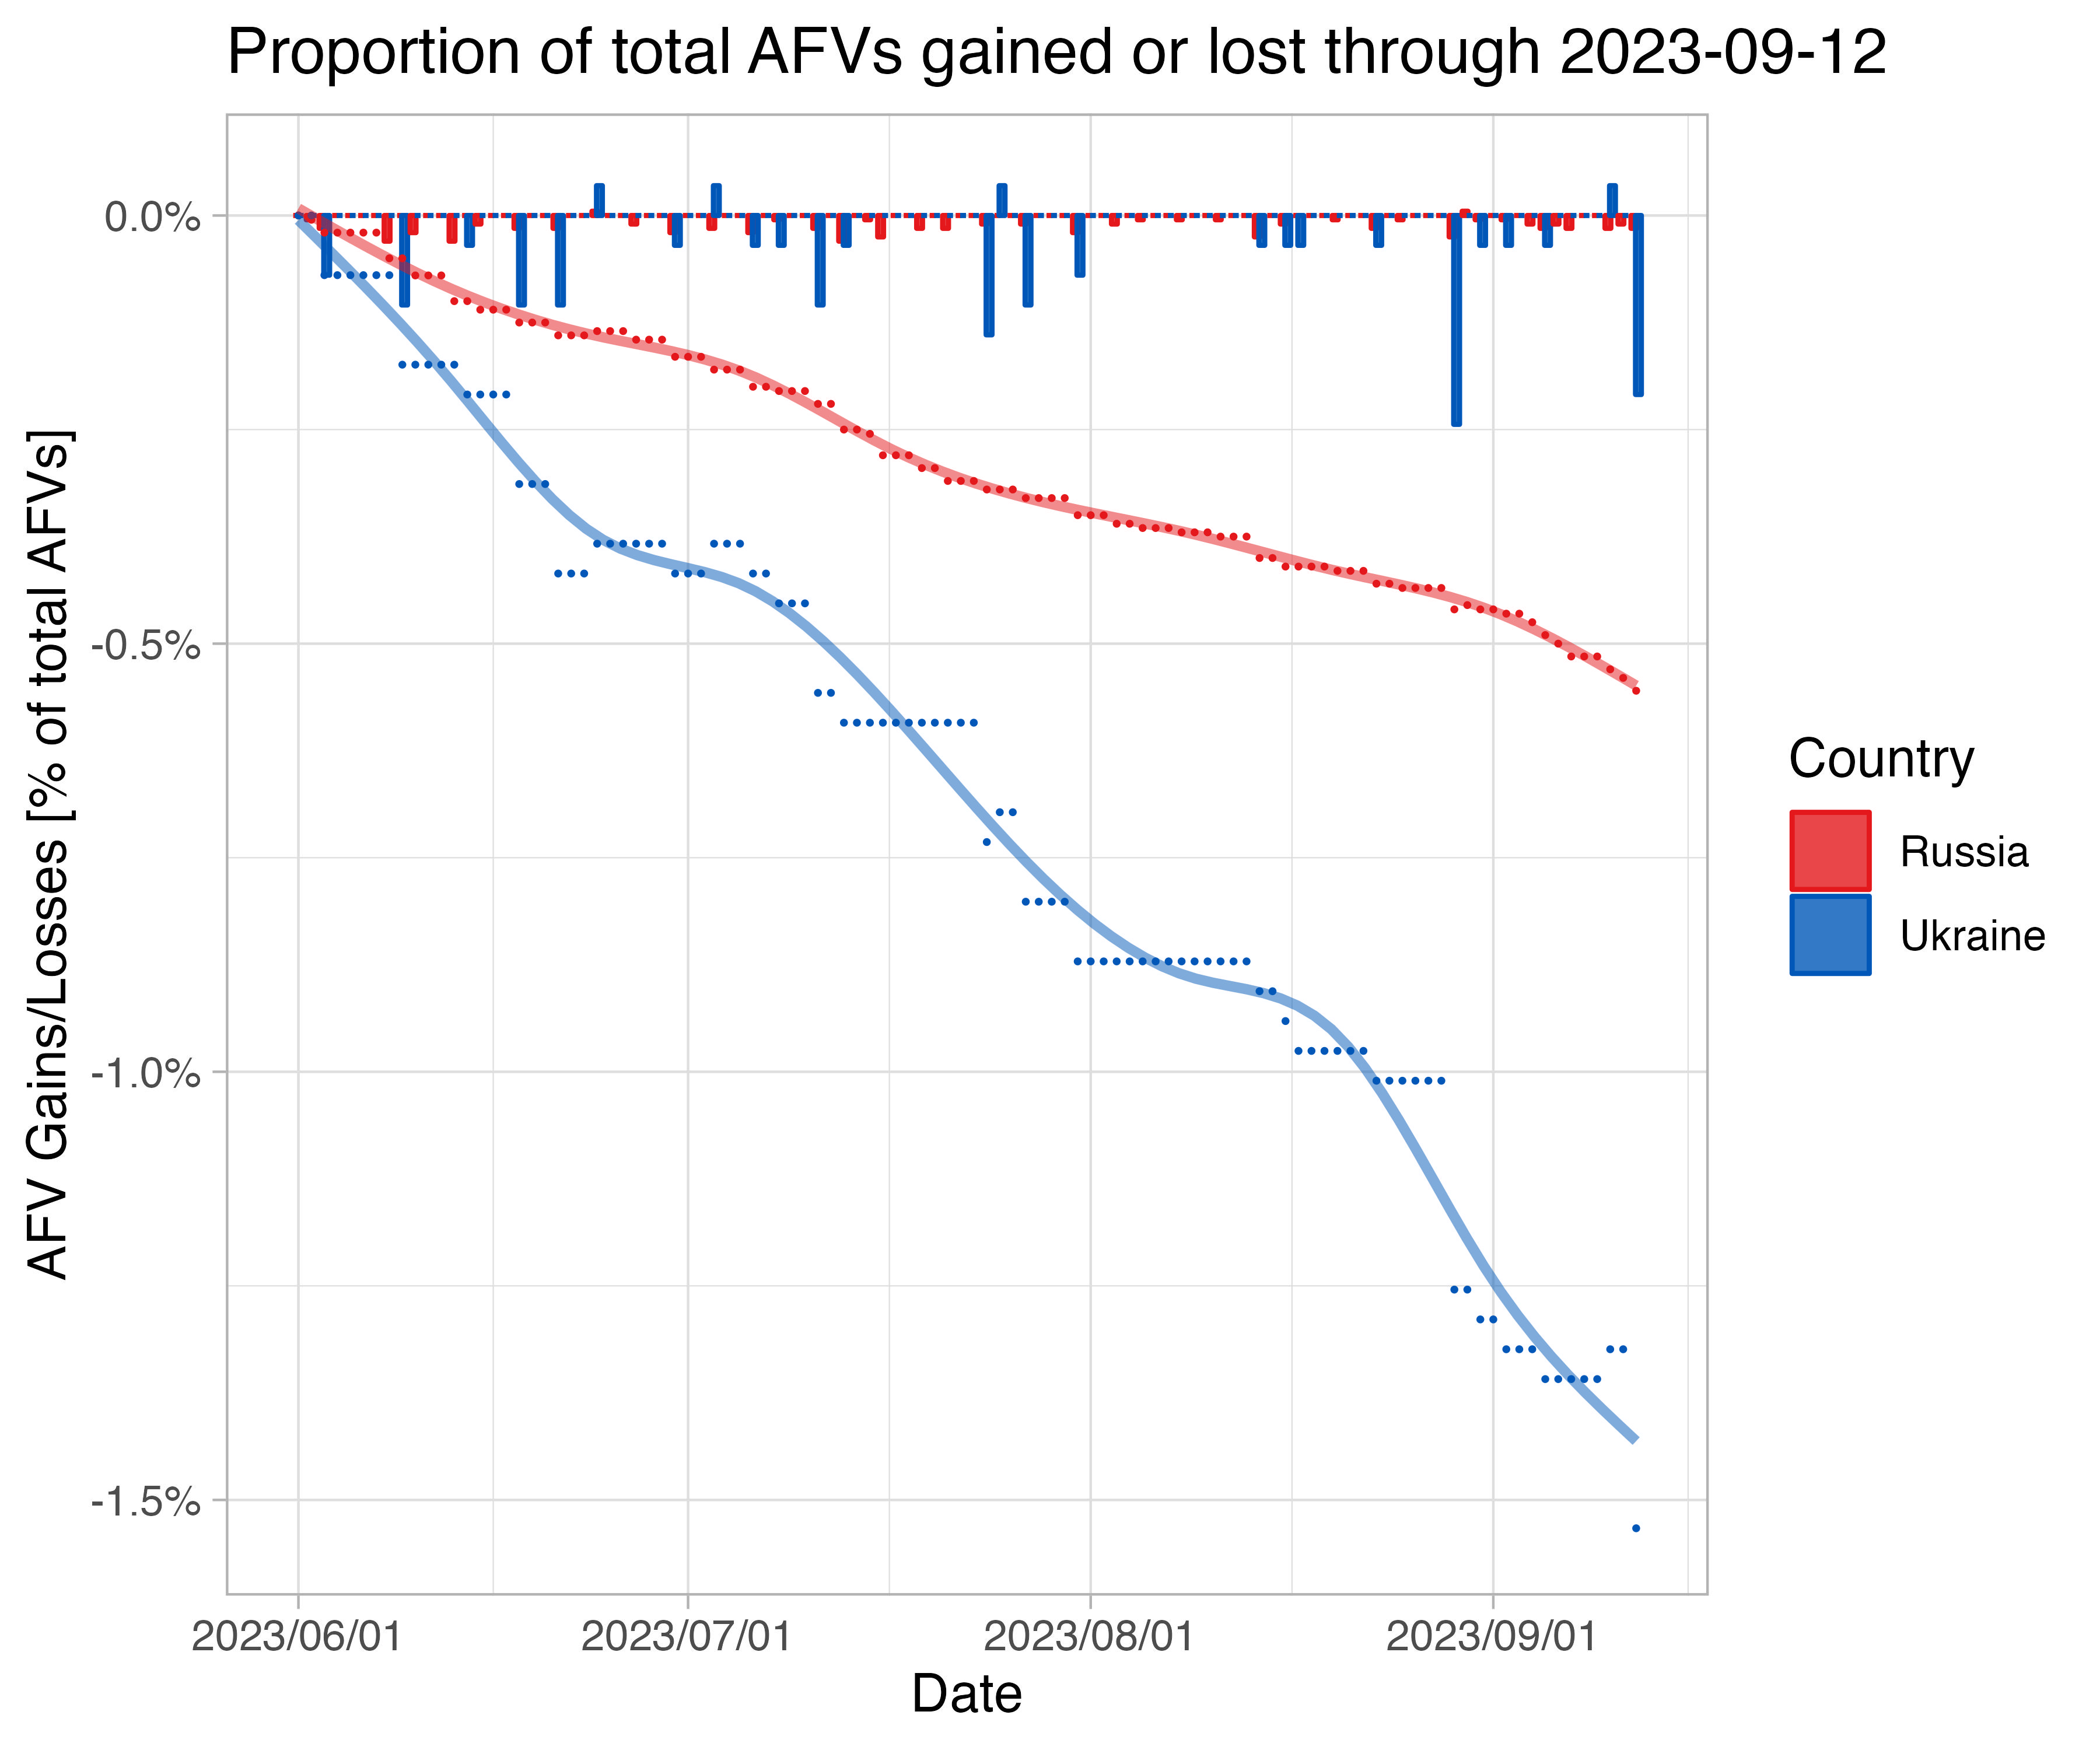 Proportion of total AFVs gained or lost through 2023-09-12
AFV Gains/Losses [% of total AFVs]
0.0%
-0.5%
-1.0%
-1.5%
2023/06/01
2023/07/01
2023/08/01
2023/09/01
Date
Country
Russia
Ukraine